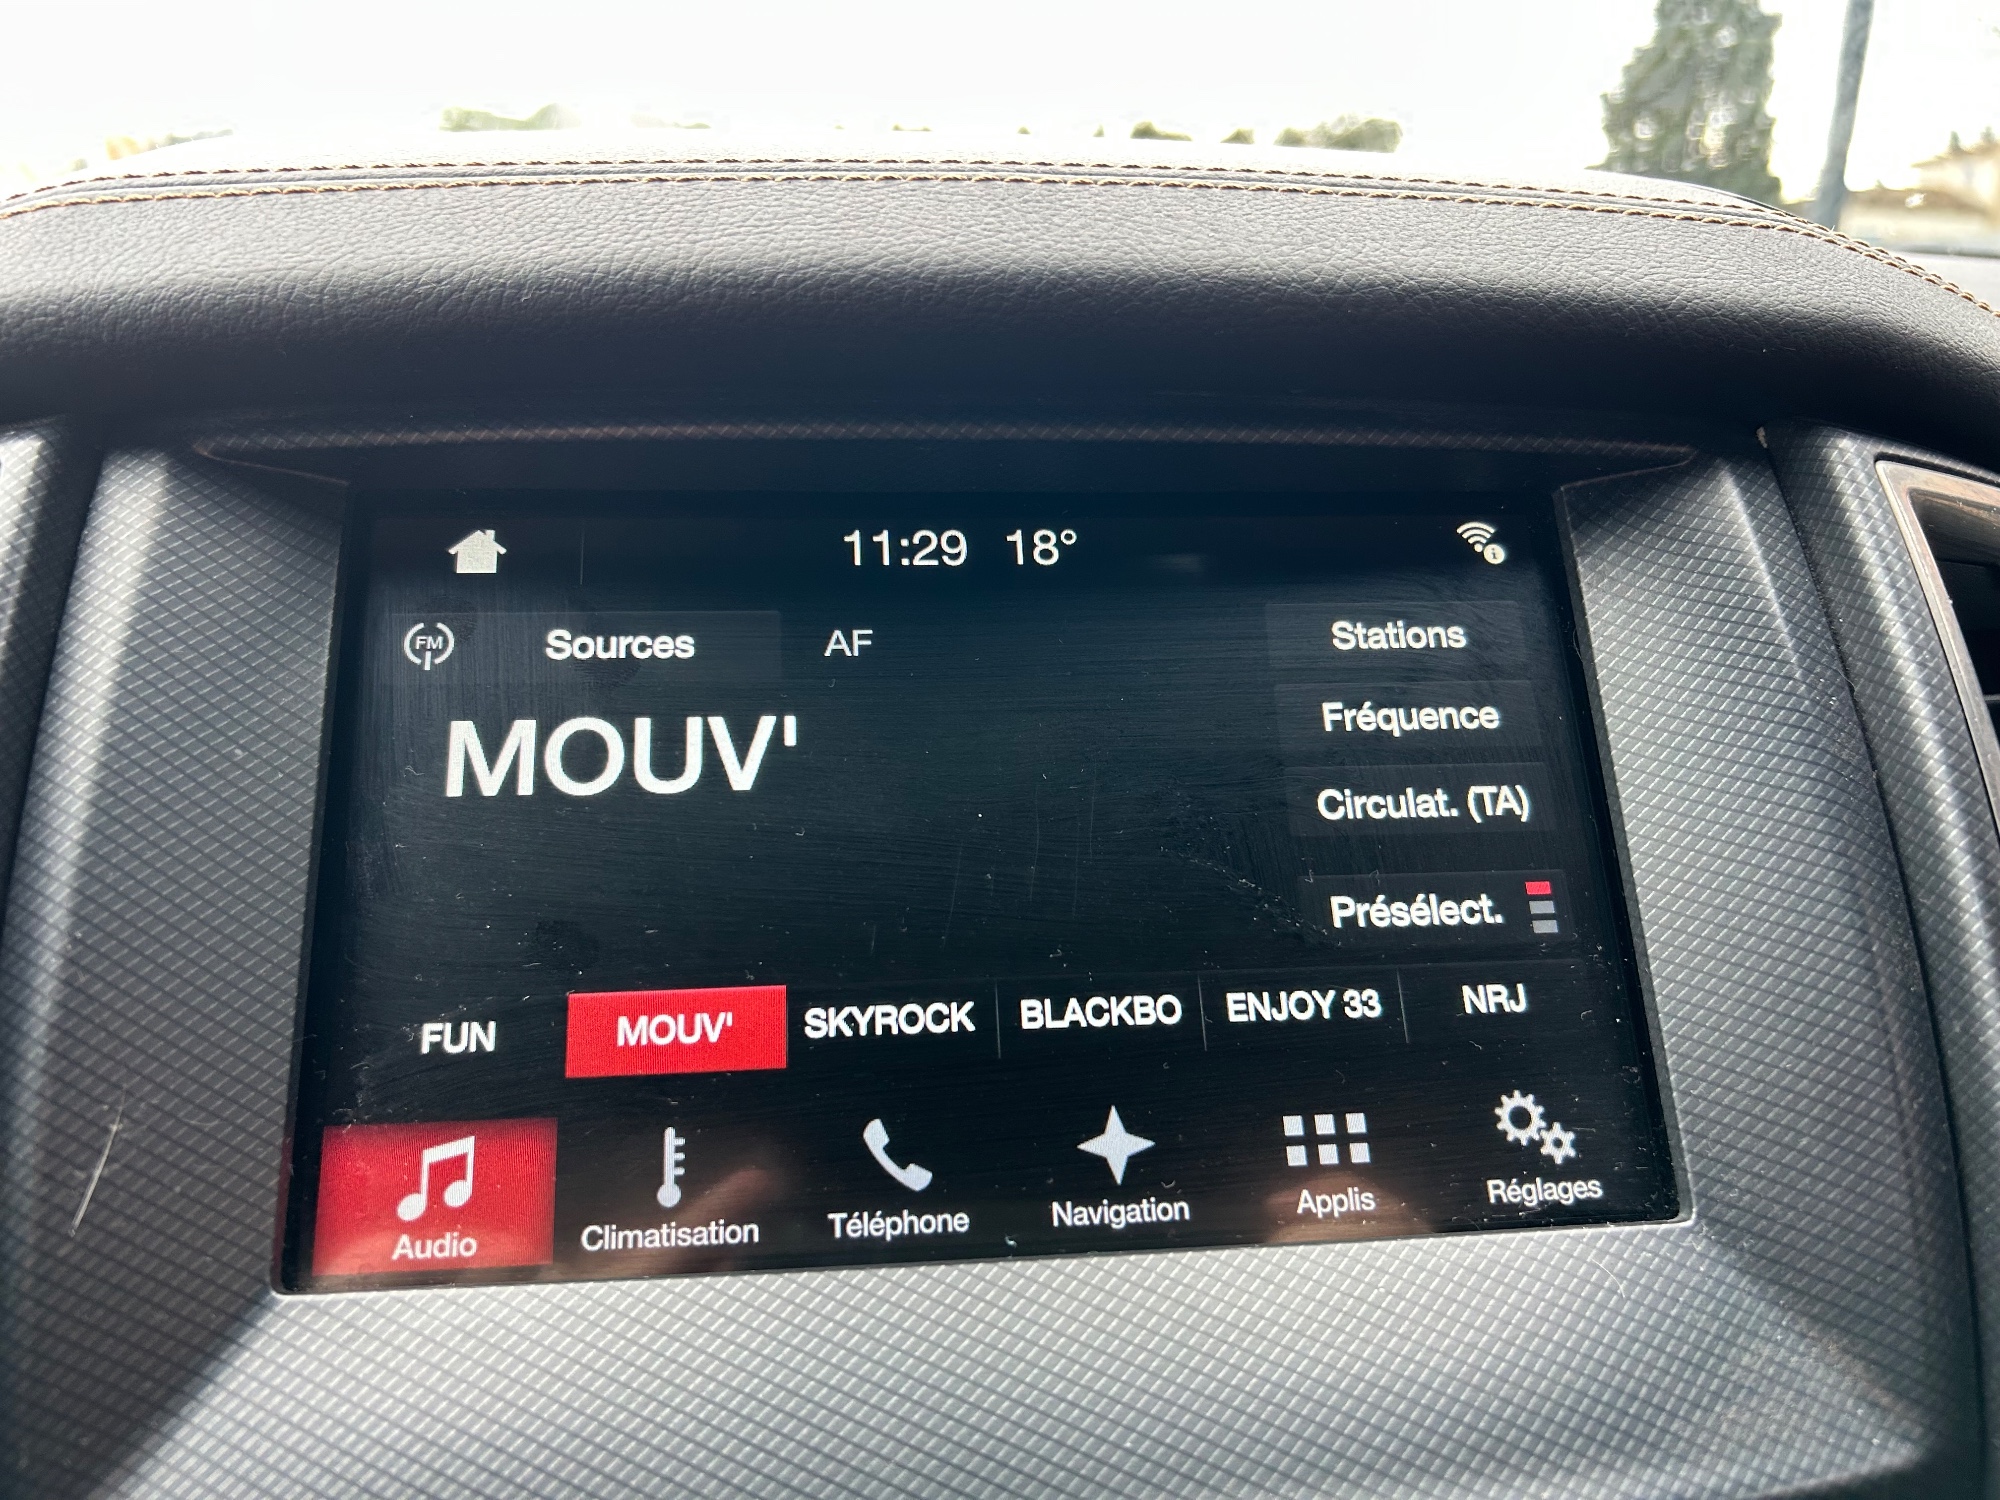 11:29 18°
FM Sources AF Stations
MOUV'
Fréquence
Circulat. (TA)
Présélect.
FUN MOUV' SKYROCK BLACKBO ENJOY 33 NRJ
Audio Climatisation Téléphone Navigation Applis Réglages